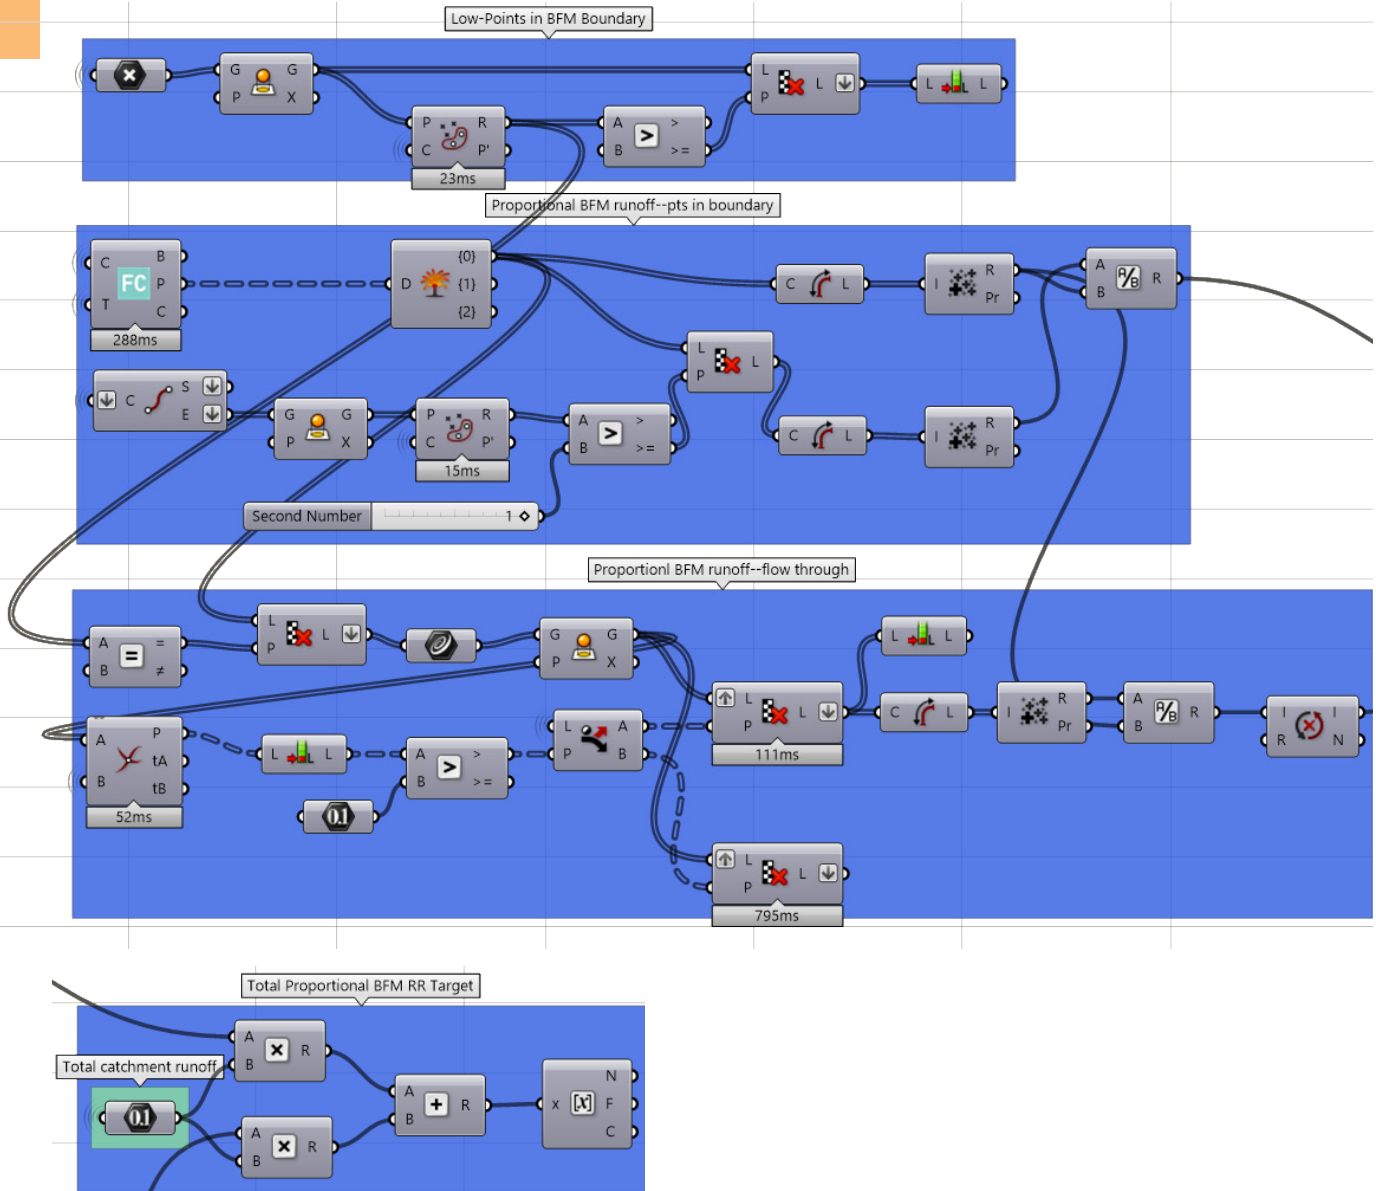 Low-Points in BFM Boundary
G G
P X
L L
P
L L
P R
C P'
A >
B >=
23ms
Proportional BFM runoff--pts in boundary
C B
FC P
T C
288ms
D {0}
{1}
{2}
C L
I R
Pr
A R
B
A/B
L L
P
C S
E
G G
P X
P R
C P'
15ms
A >
B >=
C L
I R
Pr
Second Number 1
Proportionl BFM runoff--flow through
A =
B ≠
L L
P
G G
P X
L L
A P
tA
B tB
52ms
L L
A >
B >=
0.1
L A
P B
L L
P
111ms
C L
I R
Pr
A R
B
A/B
I I
R N
L L
P
795ms
Total Proportional BFM RR Target
A R
B
Total catchment runoff
0.1
A R
B
A R
B
x [x] N
F
C